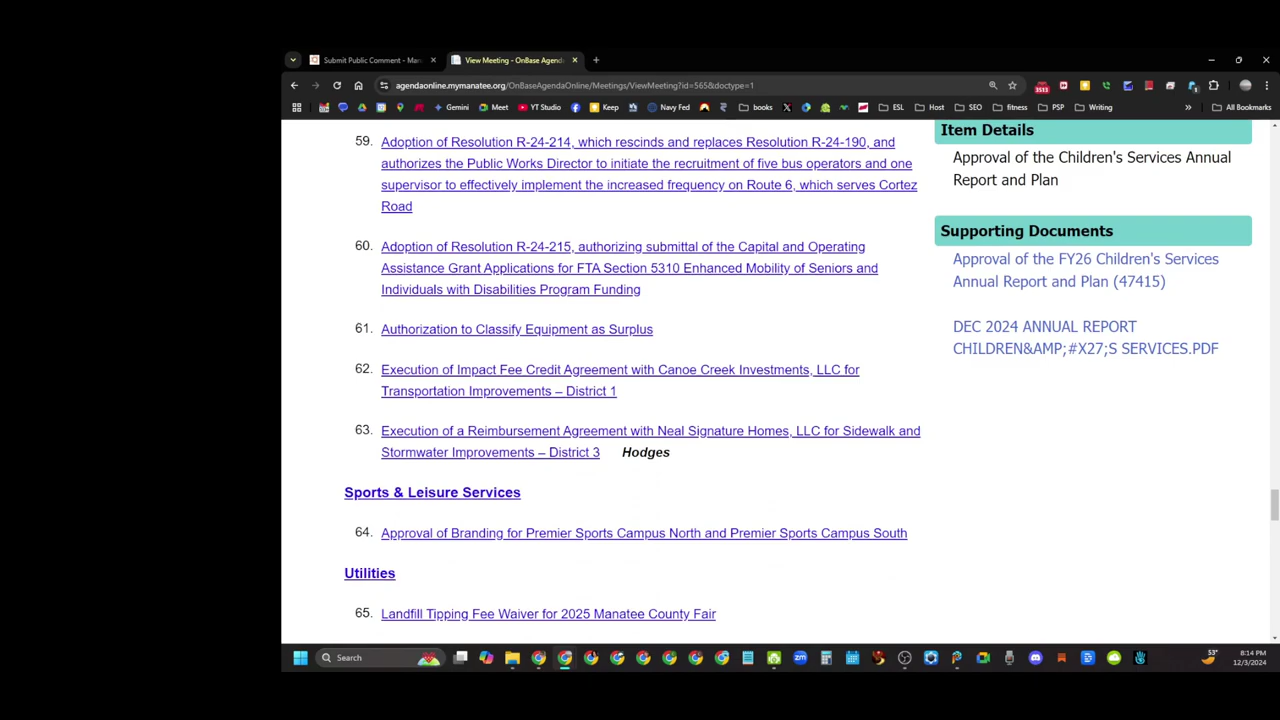 Submit Public Comment - Man
View Meeting - OnBase Agend
agendaonline.mymanatee.org/OnBaseAgendaOnline/Meetings/ViewMeeting?id=565&doctype=1
3513
Gemini
Meet
YT Studio
Keep
Navy Fed
books
ESL
Host
SEO
fitness
PSP
Writing
All Bookmarks
59. Adoption of Resolution R-24-214, which rescinds and replaces Resolution R-24-190, and
authorizes the Public Works Director to initiate the recruitment of five bus operators and one
supervisor to effectively implement the increased frequency on Route 6, which serves Cortez
Road
60. Adoption of Resolution R-24-215, authorizing submittal of the Capital and Operating
Assistance Grant Applications for FTA Section 5310 Enhanced Mobility of Seniors and
Individuals with Disabilities Program Funding
61. Authorization to Classify Equipment as Surplus
62. Execution of Impact Fee Credit Agreement with Canoe Creek Investments, LLC for
Transportation Improvements – District 1
63. Execution of a Reimbursement Agreement with Neal Signature Homes, LLC for Sidewalk and
Stormwater Improvements – District 3 Hodges
Sports & Leisure Services
64. Approval of Branding for Premier Sports Campus North and Premier Sports Campus South
Utilities
65. Landfill Tipping Fee Waiver for 2025 Manatee County Fair
Item Details
Approval of the Children's Services Annual
Report and Plan
Supporting Documents
Approval of the FY26 Children's Services
Annual Report and Plan (47415)
DEC 2024 ANNUAL REPORT
CHILDREN&AMP;#X27;S SERVICES.PDF
Search
53°
8:14 PM
12/3/2024